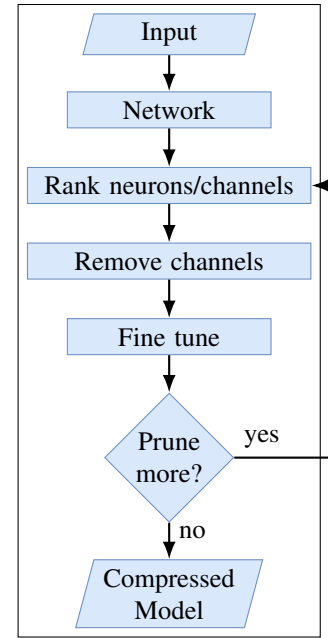 Input
Network
Rank neurons/channels
Remove channels
Fine tune
Prune
more?
yes
no
Compressed
Model